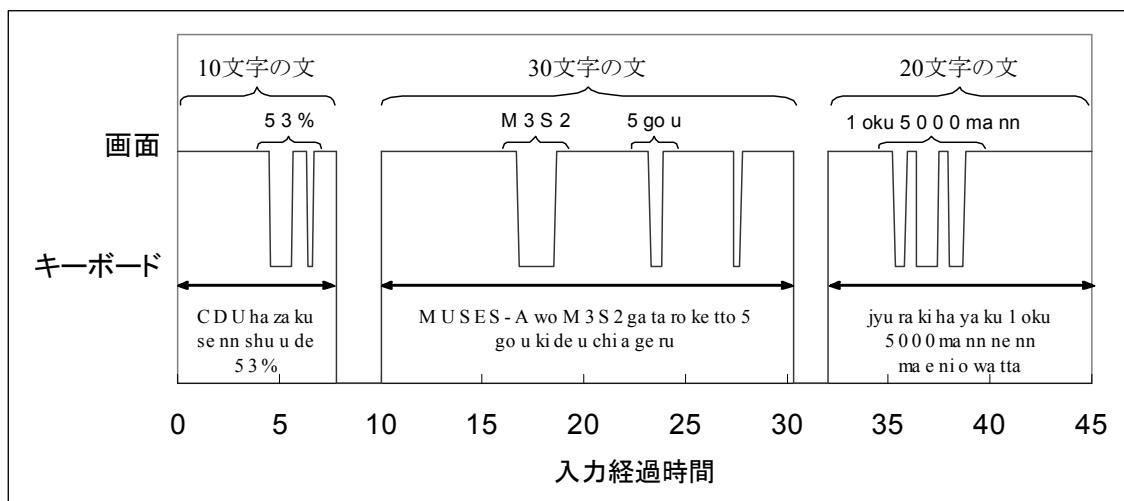 10文字の文
30文字の文
20文字の文
5 3 %
M 3 S 2
5 go u
1 oku 5 0 0 0 ma nn
画面
キーボード
C D U ha za ku
se nn shu u de
5 3 %
M U S E S - A wo M 3 S 2 ga ta ro ke tto 5
go u ki de u chi a ge ru
jyu ra ki ha ya ku 1 oku
5 0 0 0 ma nn ne nn
ma e ni o wa tta
0 5 10 15 20 25 30 35 40 45
入力経過時間